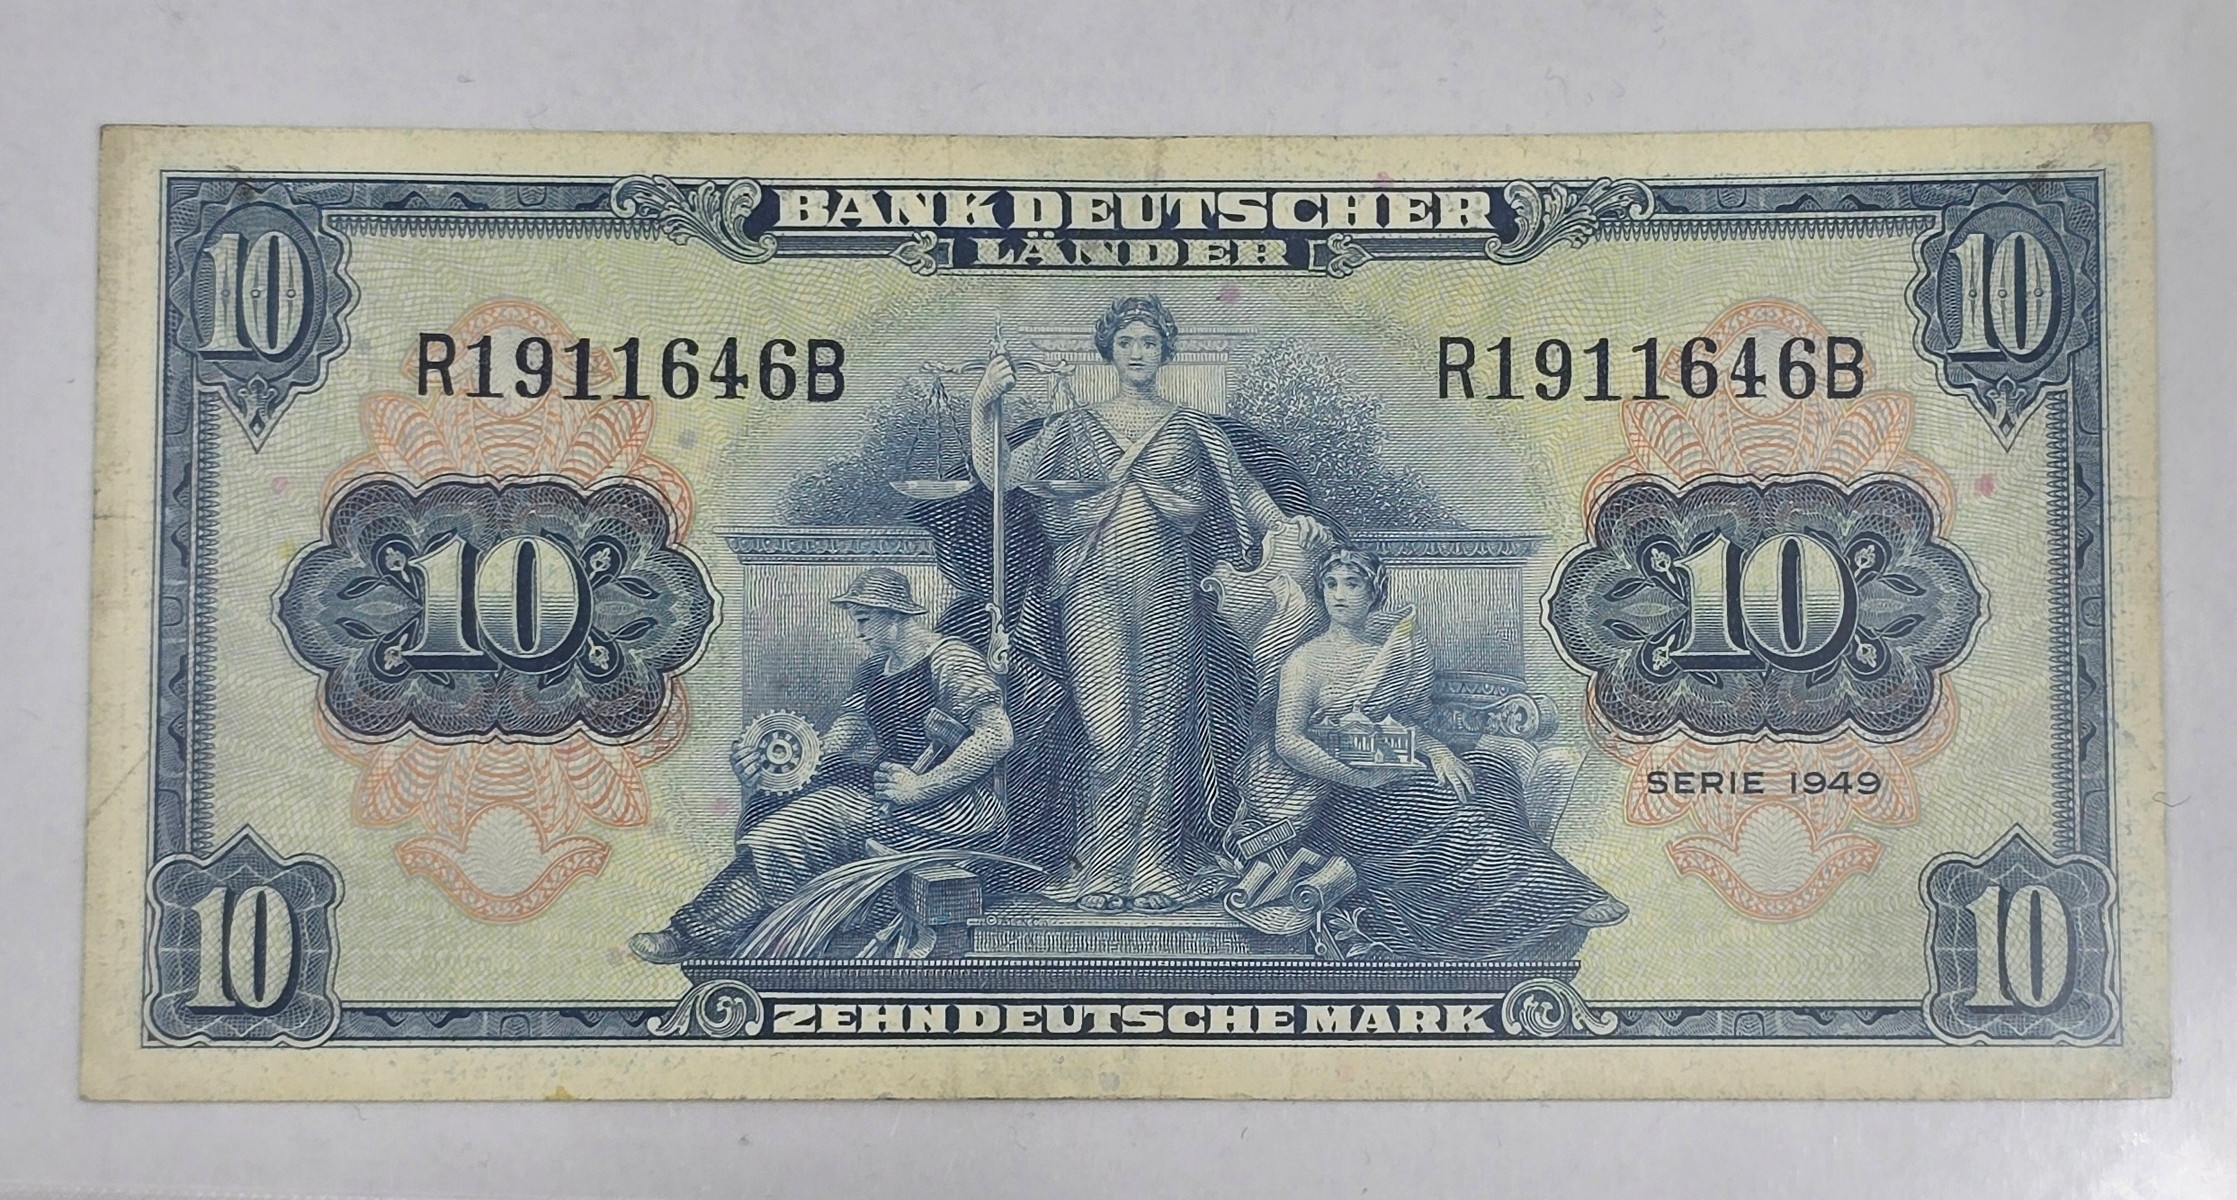 BANK DEUTSCHER
LÄNDER
10 10
R1911646B R1911646B
10 10
SERIE 1949
10 10
ZEHN DEUTSCHE MARK